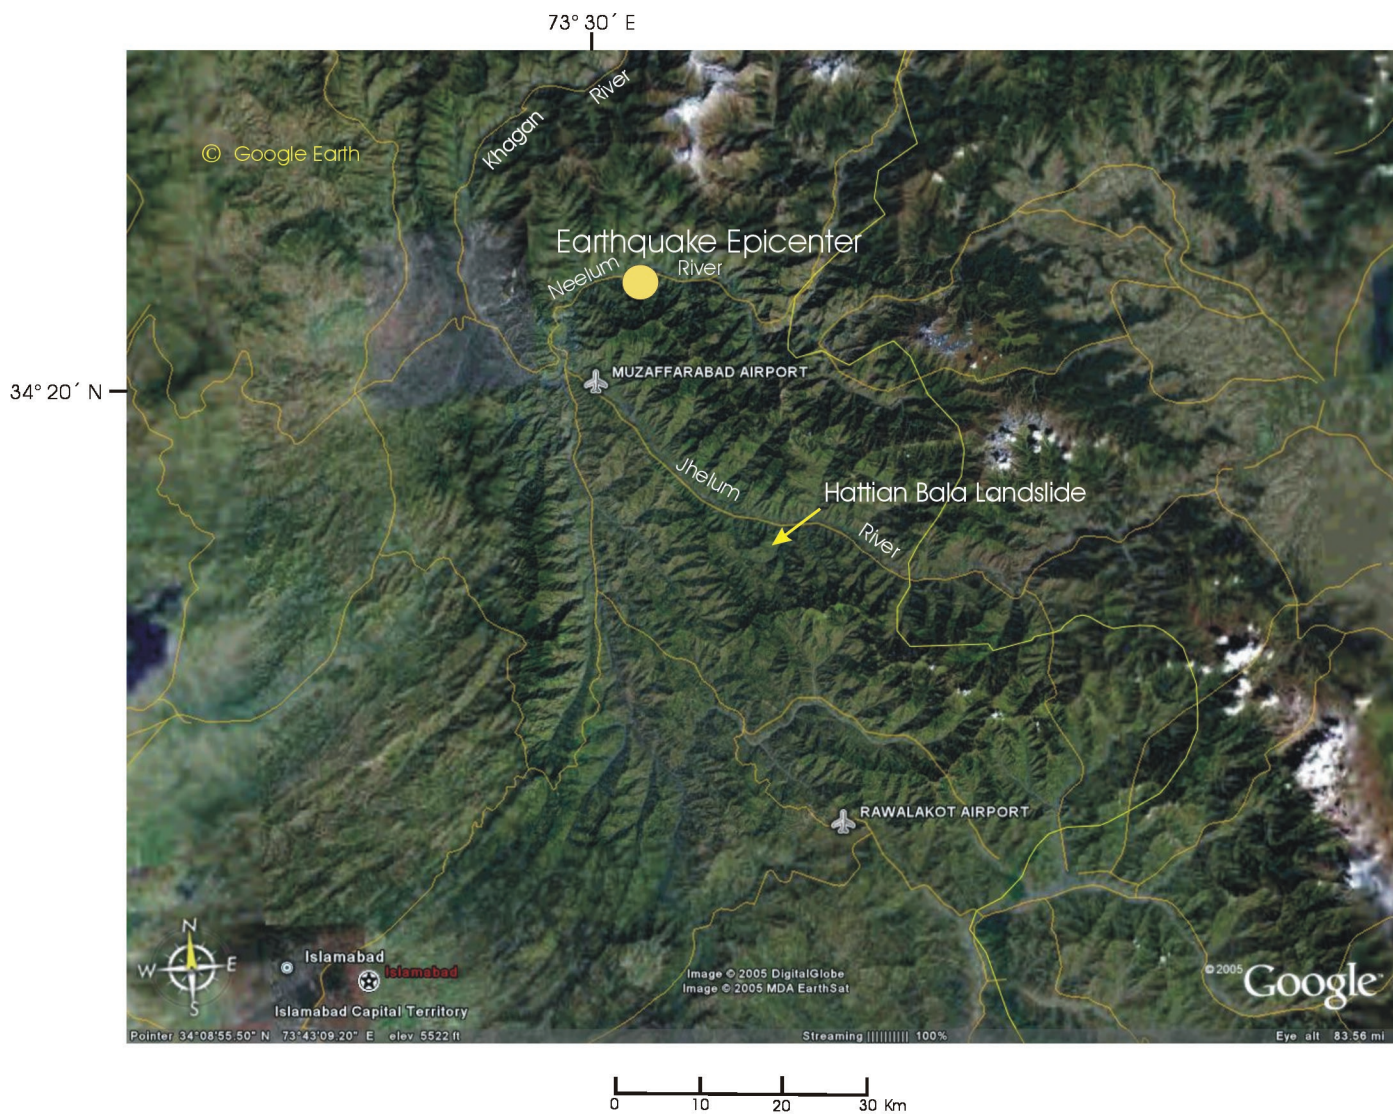 73° 30´ E
River
Khagan
© Google Earth
Earthquake Epicenter
Neelum
River
MUZAFFARABAD AIRPORT
34° 20´ N
Jhelum
Hattian Bala Landslide
River
RAWALAKOT AIRPORT
N
W E
S
Islamabad
Islamabad
Islamabad Capital Territory
Image © 2005 DigitalGlobe
Image © 2005 MDA EarthSat
© 2005 Google™
Pointer 34°08'55.50" N 73°43'09.20" E elev 5522 ft
Streaming |||||||||| 100%
Eye alt 83.56 mi
0 10 20 30 Km